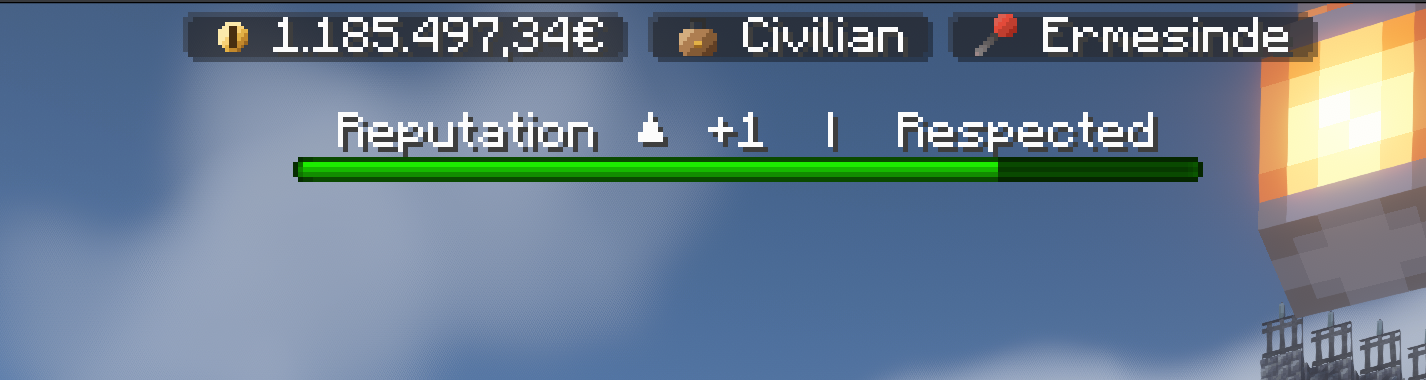 1.185.497,34€ Civilian Ermesinde
Reputation ▲ +1 | Respected